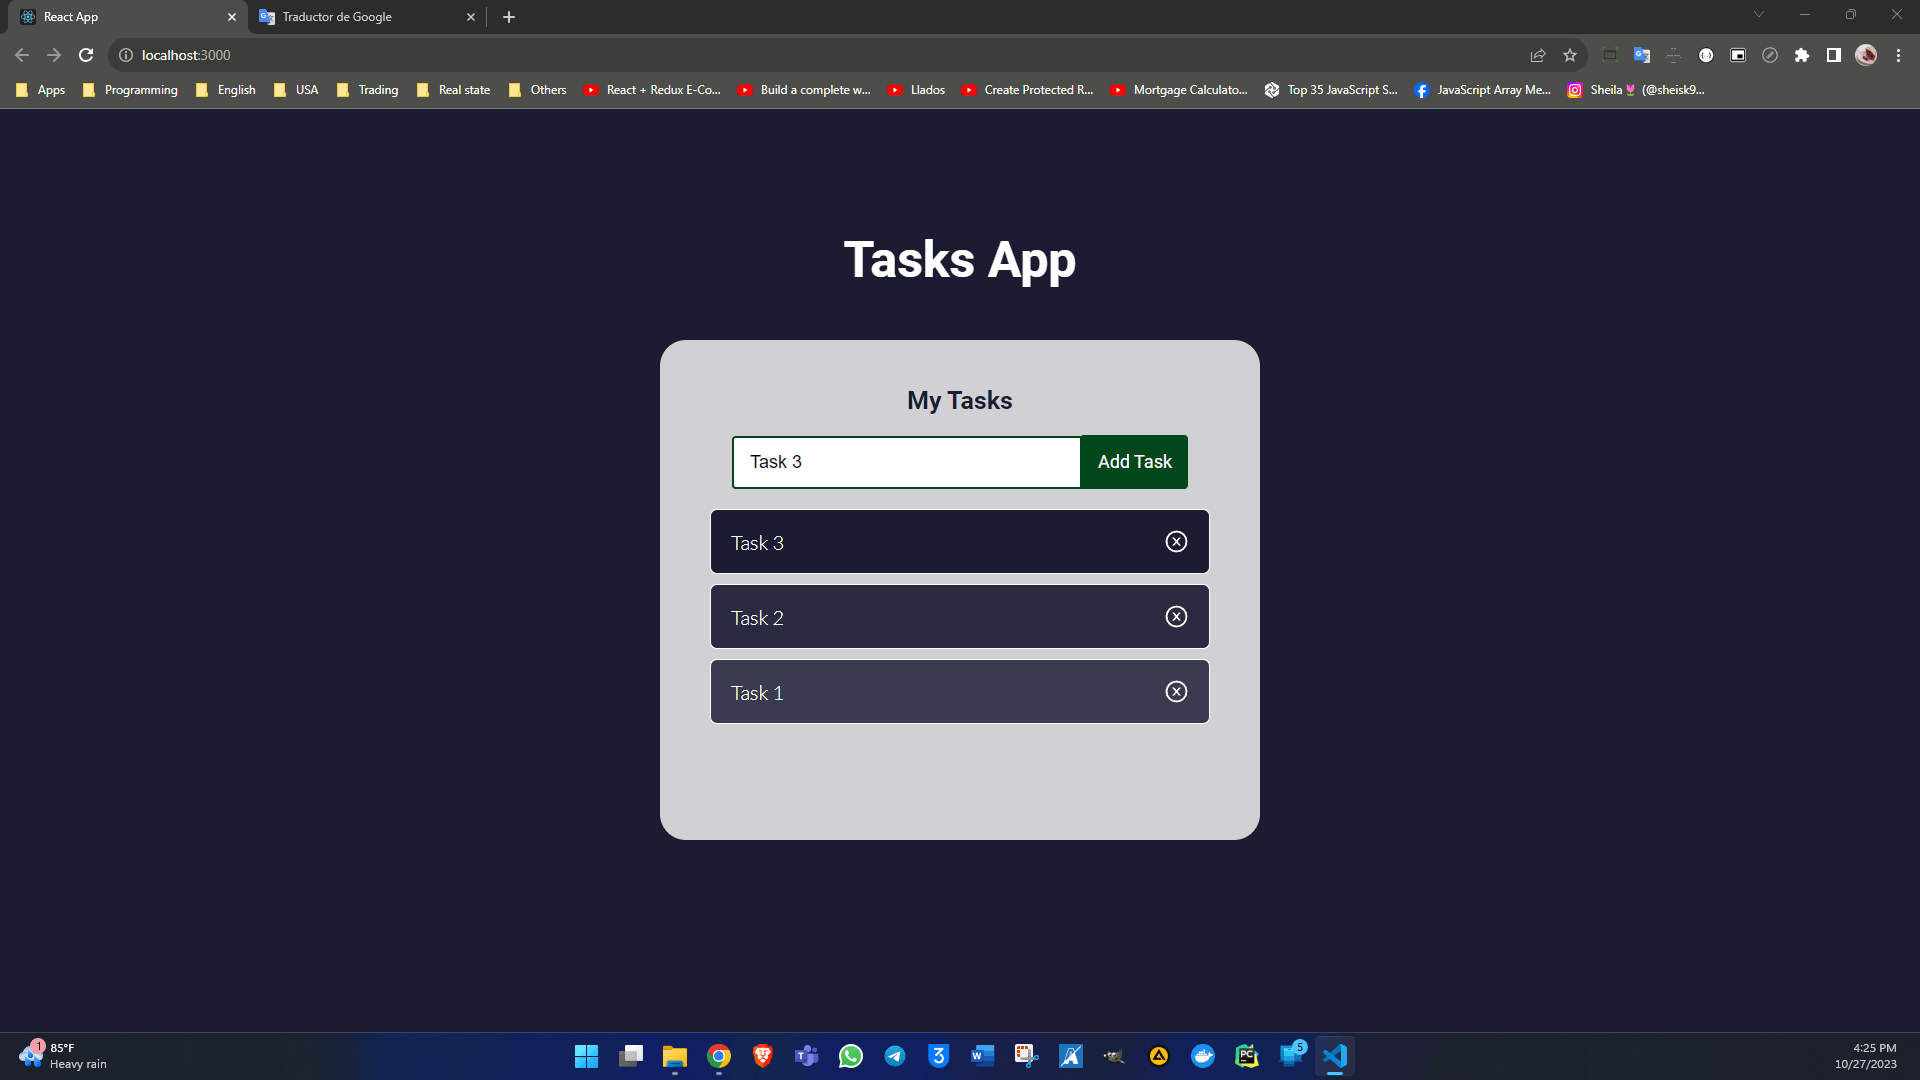 React App
Traductor de Google
localhost:3000
Apps
Programming
English
USA
Trading
Real state
Others
React + Redux E-Co...
Build a complete w...
Llados
Create Protected R...
Mortgage Calculato...
Top 35 JavaScript S...
JavaScript Array Me...
Sheila🌷 (@sheisk9...
Tasks App
My Tasks
Task 3
Add Task
Task 3
Task 2
Task 1
1
85°F
Heavy rain
5
4:25 PM
10/27/2023